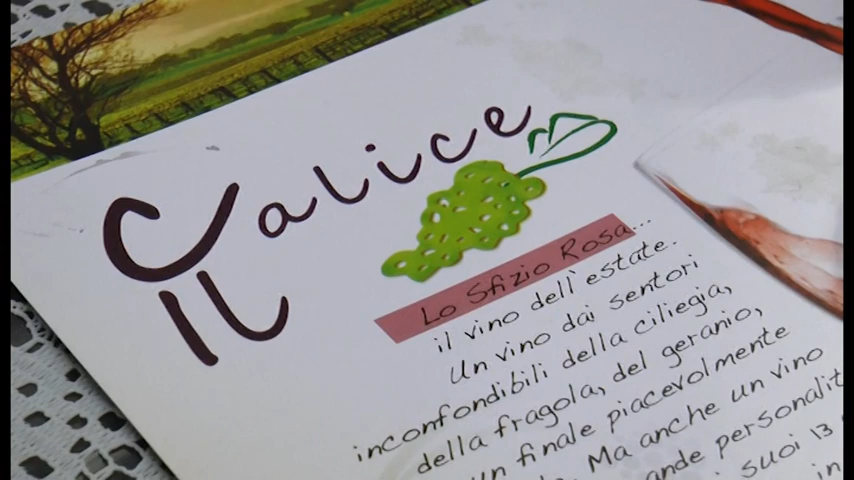 Il Calice
Lo Sfizio Rosa...
il vino dell'estate.
Un vino dai sentori
inconfondibili della ciliegia,
della fragola, del geranio,
un finale piacevolmente
Ma anche un vino
personalit
suoi 13
in